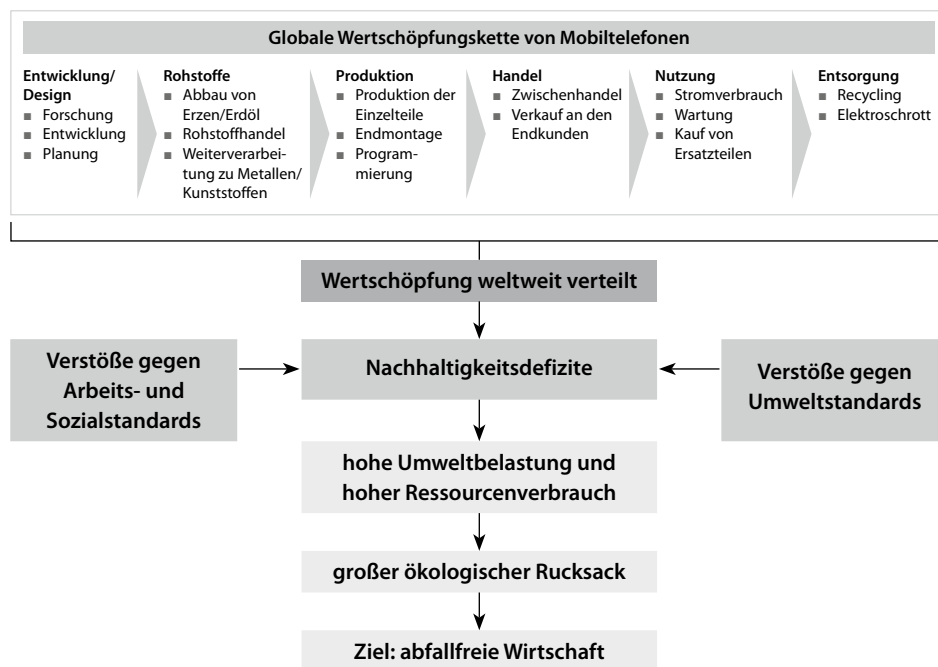 Globale Wertschöpfungskette von Mobiltelefonen
Entwicklung/
Design
■ Forschung
■ Entwicklung
■ Planung
Rohstoffe
■ Abbau von
Erzen/Erdöl
■ Rohstoffhandel
■ Weiterverarbei-
tung zu Metallen/
Kunststoffen
Produktion
■ Produktion der
Einzelteile
■ Endmontage
■ Program-
mierung
Handel
■ Zwischenhandel
■ Verkauf an den
Endkunden
Nutzung
■ Stromverbrauch
■ Wartung
■ Kauf von
Ersatzteilen
Entsorgung
■ Recycling
■ Elektroschrott
Wertschöpfung weltweit verteilt
Verstöße gegen
Arbeits- und
Sozialstandards
Nachhaltigkeitsdefizite
Verstöße gegen
Umweltstandards
hohe Umweltbelastung und
hoher Ressourcenverbrauch
großer ökologischer Rucksack
Ziel: abfallfreie Wirtschaft